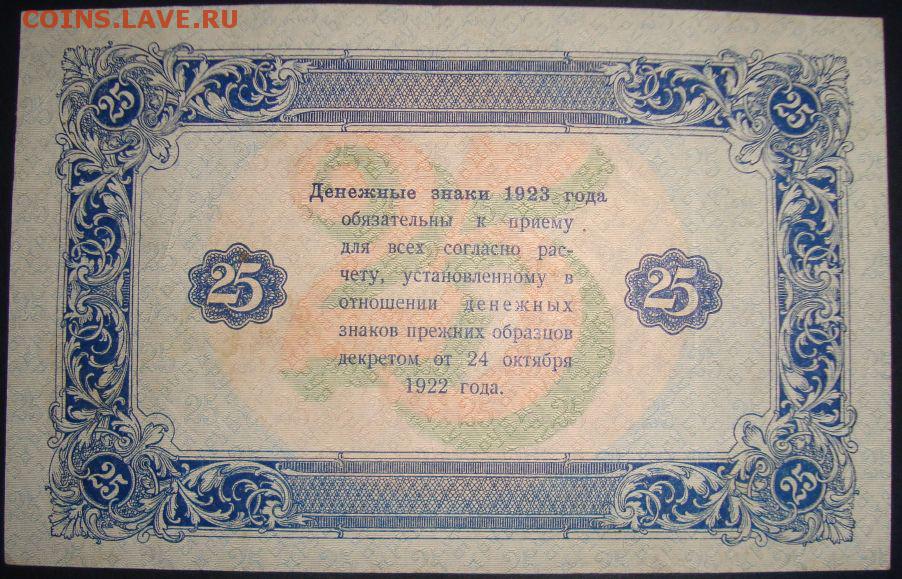 COINS.LAVE.RU
25 25
Денежные знаки 1923 года
обязательны к приему
для всех согласно рас-
чету, установленному в
отношении денежных
знаков прежних образцов
декретом от 24 октября
1922 года.
25 25
25 25
25